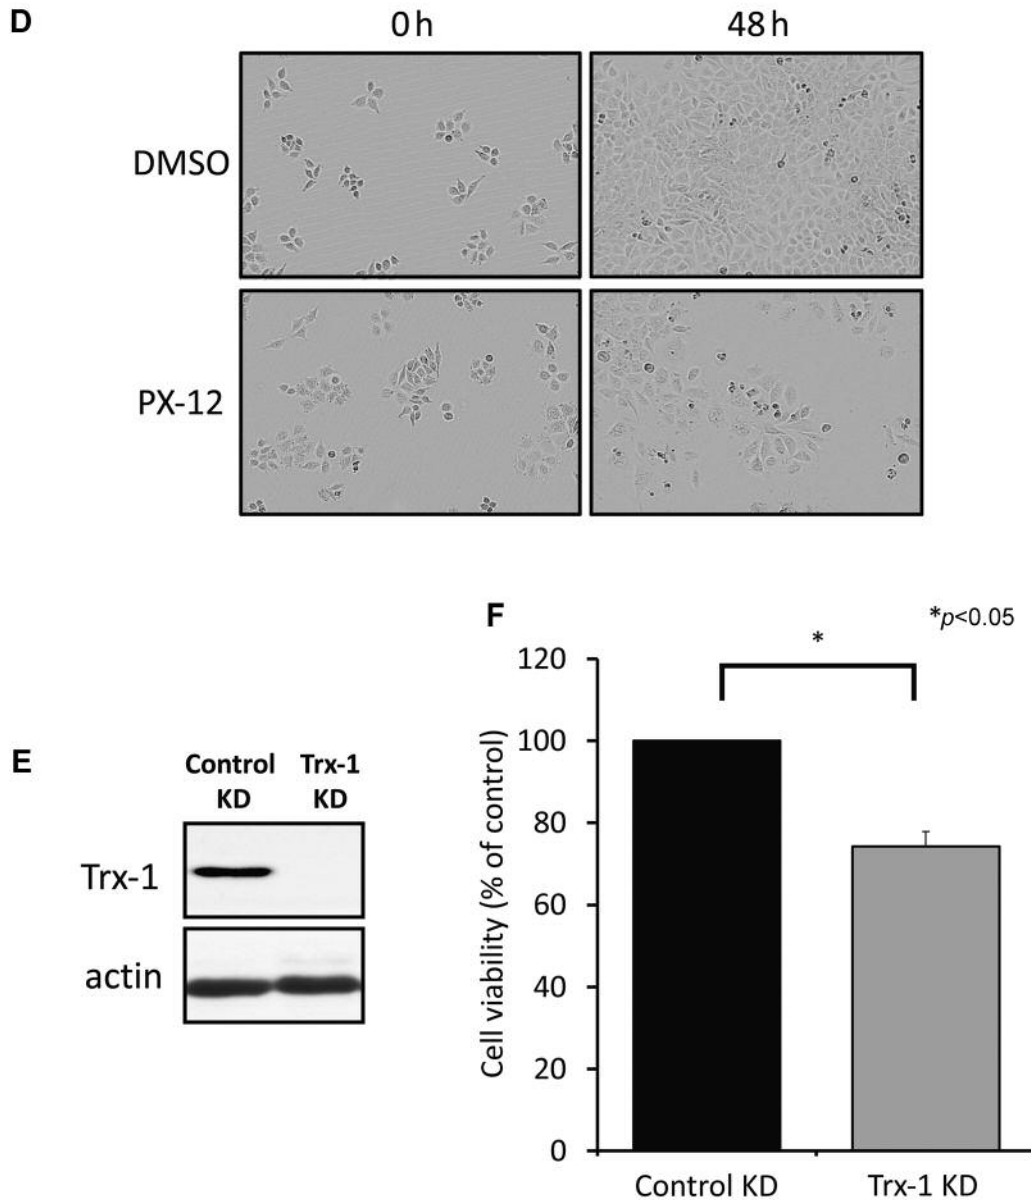 D
0 h
48 h
DMSO
PX-12
E
Control
KD
Trx-1
KD
Trx-1
actin
F
*p<0.05
*
120
100
80
60
40
20
0
Cell viability (% of control)
Control KD
Trx-1 KD